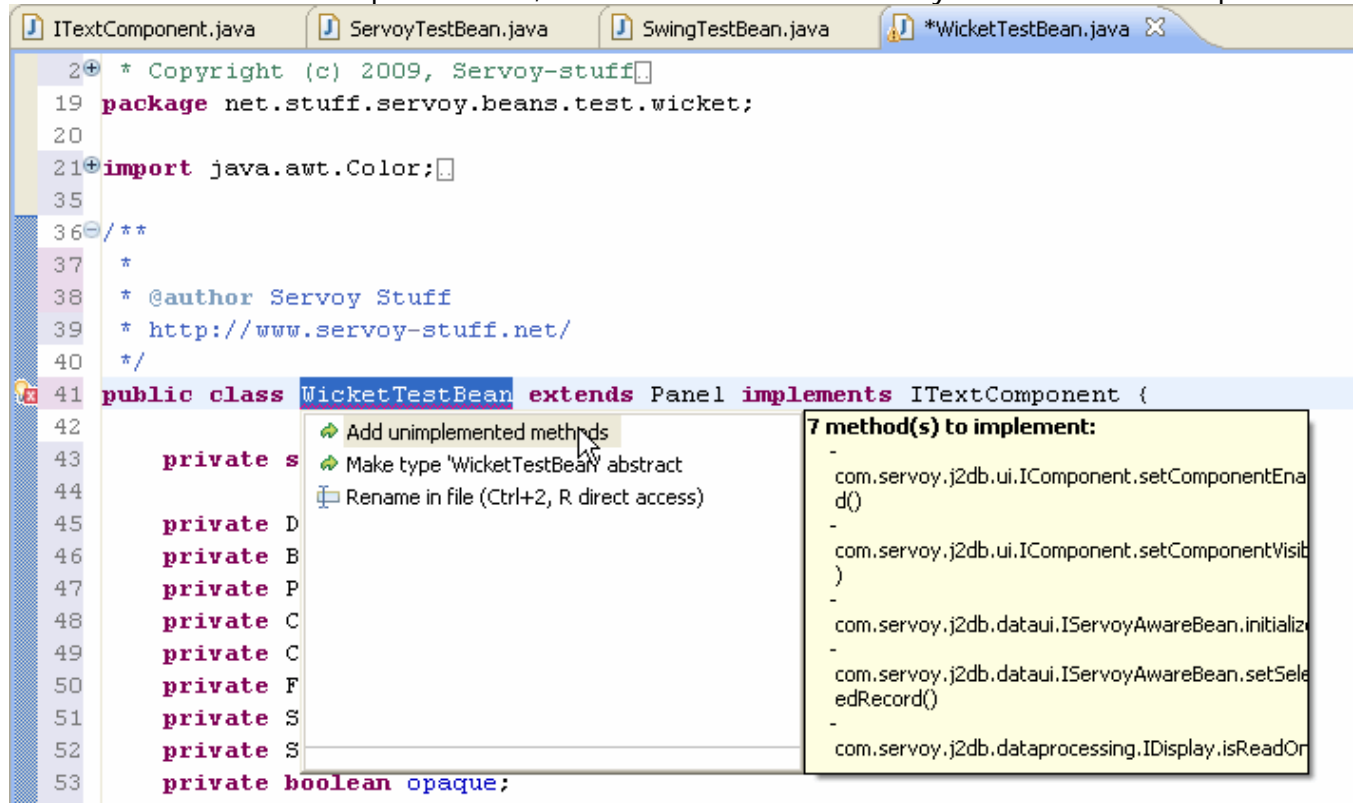 ITextComponent.java ServoyTestBean.java SwingTestBean.java *WicketTestBean.java
2 * Copyright (c) 2009, Servoy-stuff
19 package net.stuff.servoy.beans.test.wicket;
20
21 import java.awt.Color;
35
36 /**
37 *
38 * @author Servoy Stuff
39 * http://www.servoy-stuff.net/
40 */
41 public class WicketTestBean extends Panel implements ITextComponent {
42
43 private s
44
45 private D
46 private B
47 private P
48 private C
49 private C
50 private F
51 private S
52 private S
53 private boolean opaque;
Add unimplemented methods
Make type 'WicketTestBean' abstract
Rename in file (Ctrl+2, R direct access)
7 method(s) to implement:
-
com.servoy.j2db.ui.IComponent.setComponentEna
d()
-
com.servoy.j2db.ui.IComponent.setComponentVisib
)
-
com.servoy.j2db.dataui.IServoyAwareBean.initialize
-
com.servoy.j2db.dataui.IServoyAwareBean.setSele
edRecord()
-
com.servoy.j2db.dataprocessing.IDisplay.isReadOn